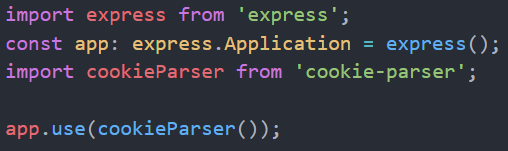 import express from 'express';
const app: express.Application = express();
import cookieParser from 'cookie-parser';
app.use(cookieParser());